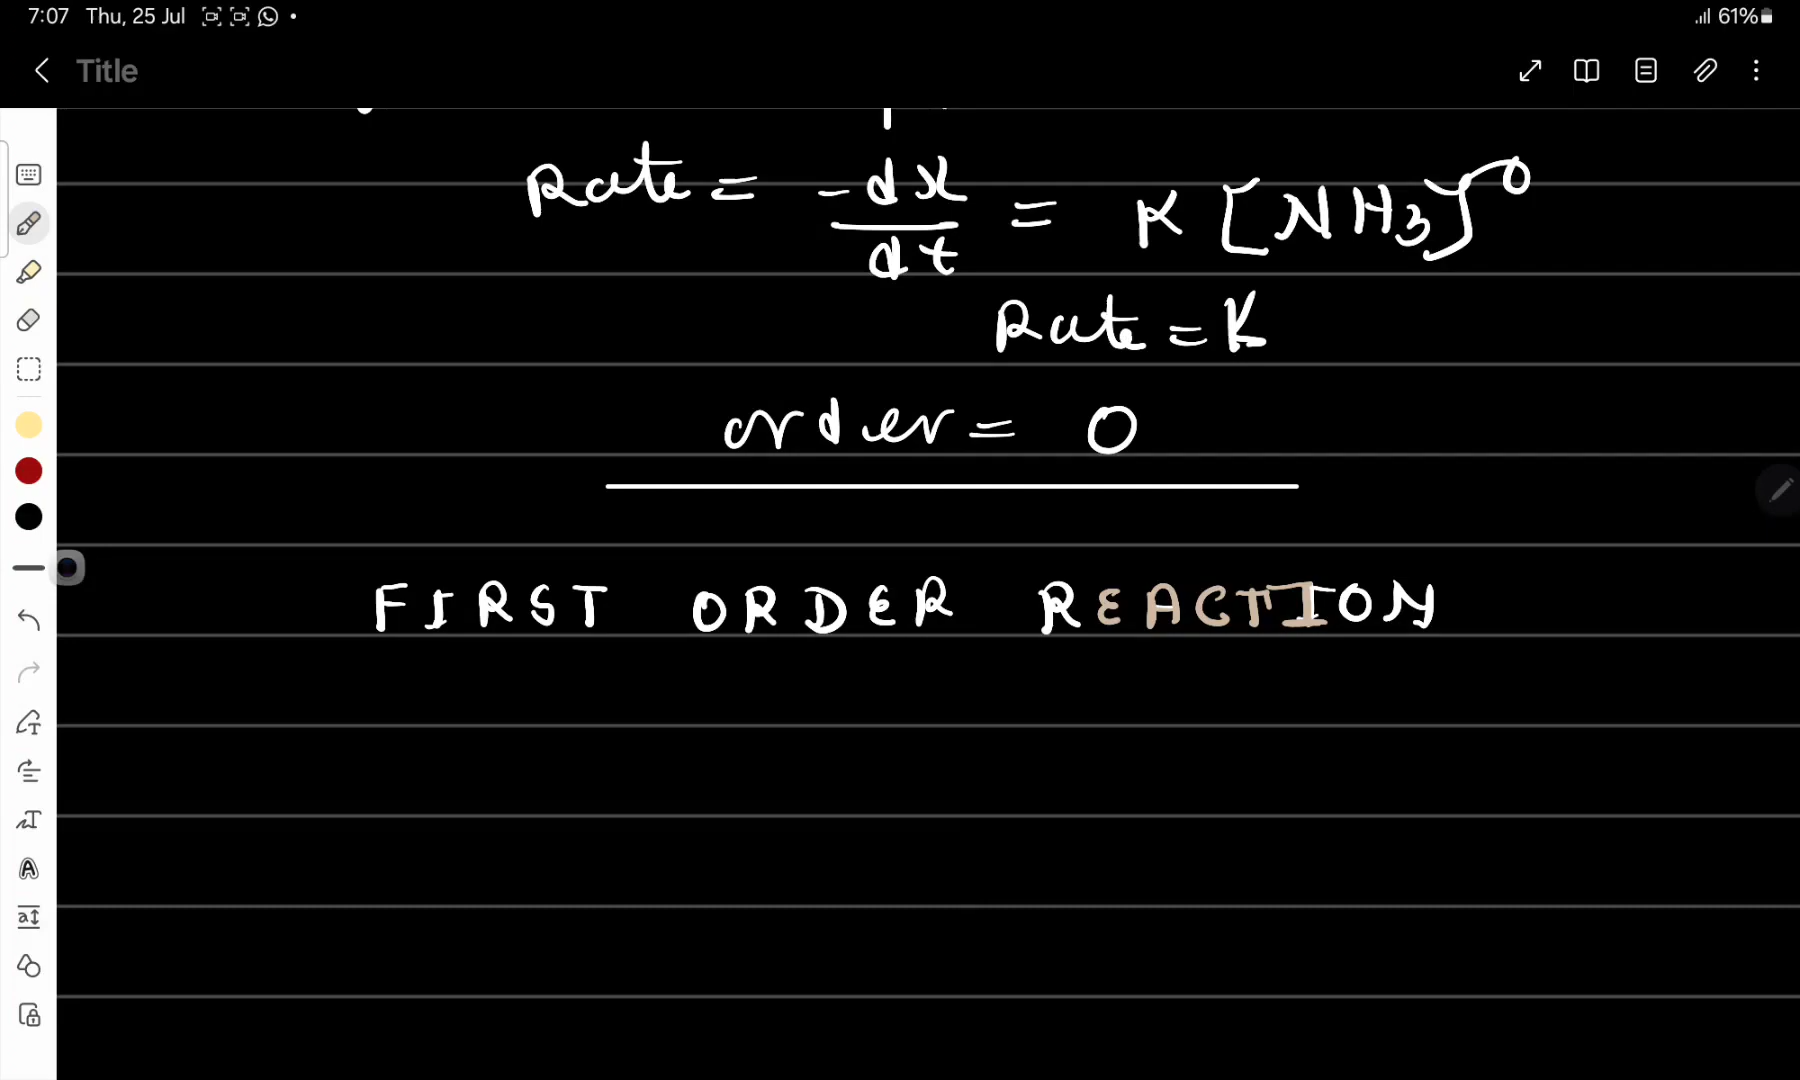 7:07 Thu, 25 Jul 61%
Title
Rate = -dx/dt = K [NH3]^0
Rate = K
order = 0
FIRST ORDER REACTION